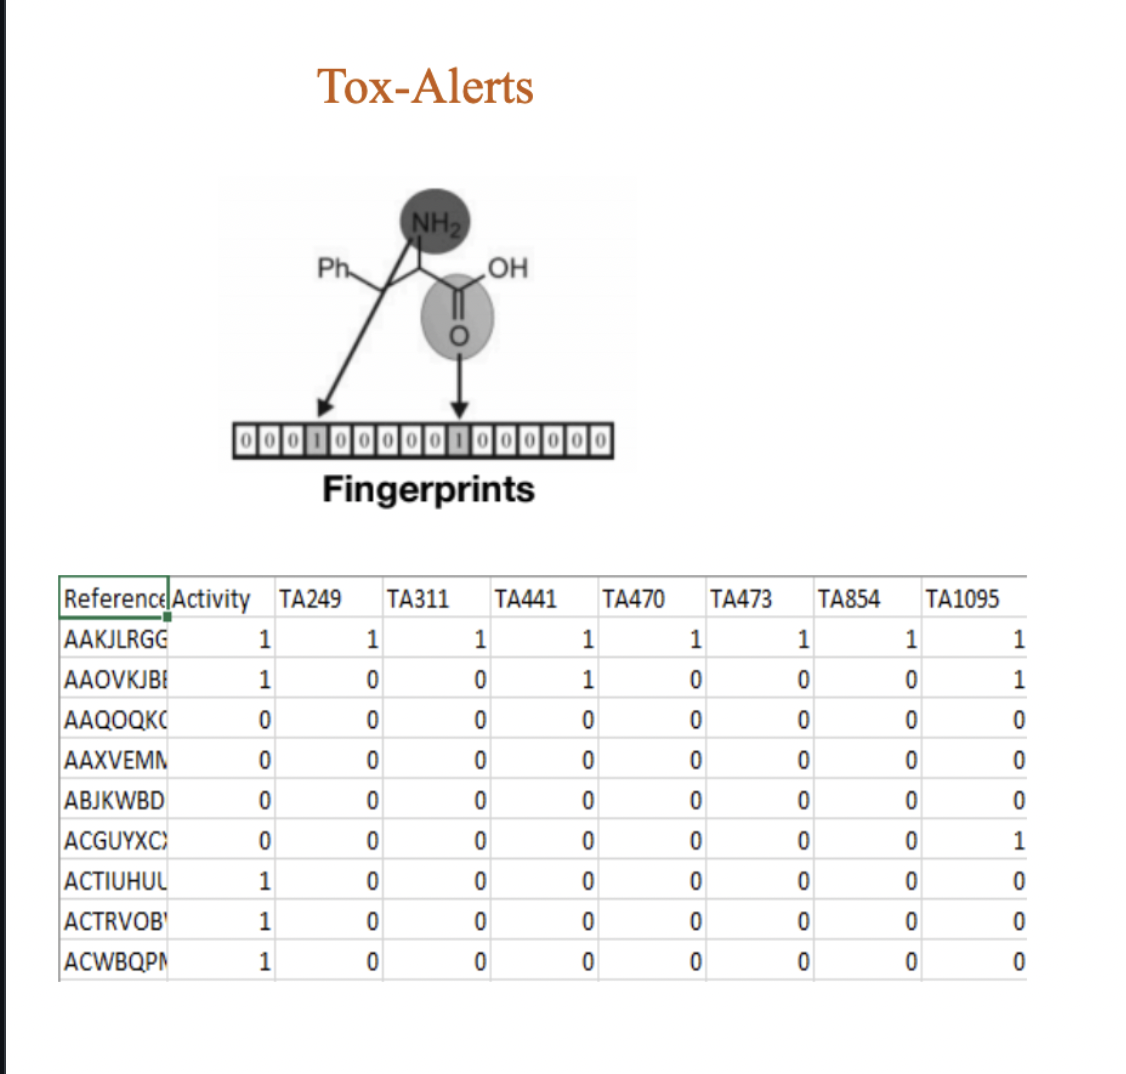 Tox-Alerts
NH2
Ph
OH
O
0 0 0 1 0 0 0 0 0 1 0 0 0 0 0 0
Fingerprints
Reference Activity TA249 TA311 TA441 TA470 TA473 TA854 TA1095
AAKJLRGG 1 1 1 1 1 1 1 1
AAOVKJBE 1 0 0 1 0 0 0 1
AAQOQKC 0 0 0 0 0 0 0 0
AAXVEMM 0 0 0 0 0 0 0 0
ABJKWBD 0 0 0 0 0 0 0 0
ACGUYXC 0 0 0 0 0 0 0 1
ACTIUHUU 1 0 0 0 0 0 0 0
ACTRVOB 1 0 0 0 0 0 0 0
ACWBQPN 1 0 0 0 0 0 0 0